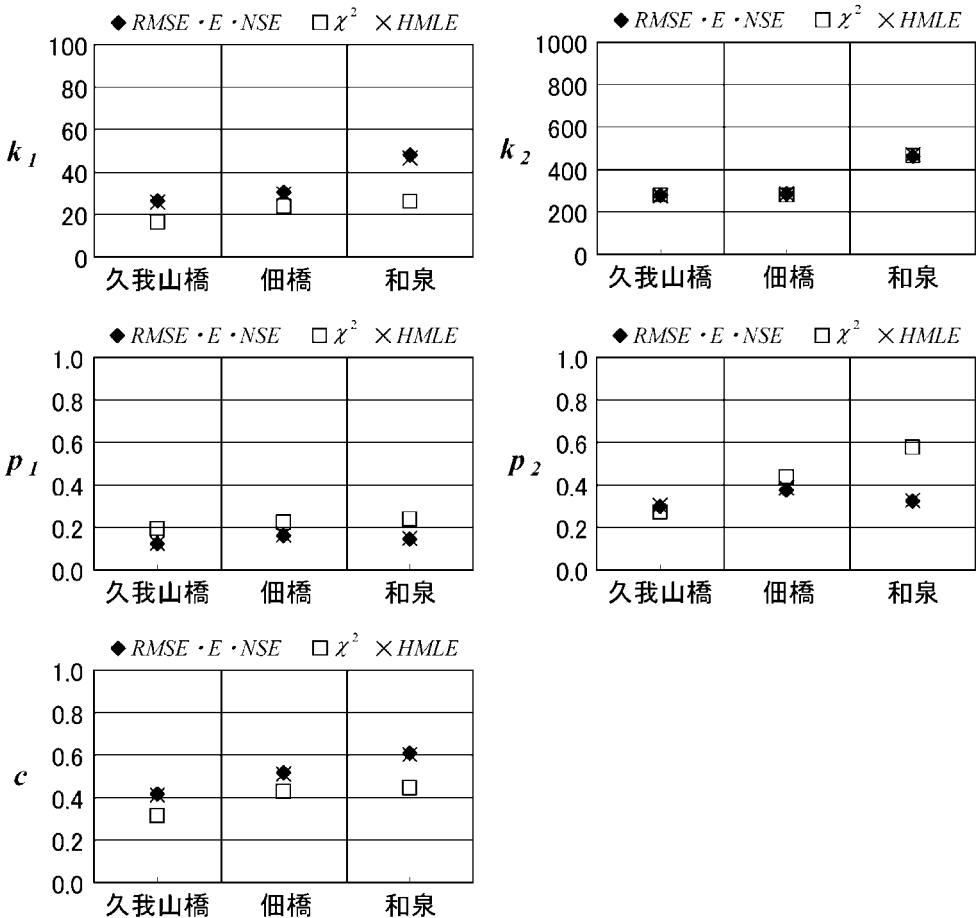 ◆ RMSE・E・NSE □ χ² × HMLE
k₁
100
80
60
40
20
0
久我山橋 佃橋 和泉
◆ RMSE・E・NSE □ χ² × HMLE
k₂
1000
800
600
400
200
0
久我山橋 佃橋 和泉
◆ RMSE・E・NSE □ χ² × HMLE
p₁
1.0
0.8
0.6
0.4
0.2
0.0
久我山橋 佃橋 和泉
◆ RMSE・E・NSE □ χ² × HMLE
p₂
1.0
0.8
0.6
0.4
0.2
0.0
久我山橋 佃橋 和泉
◆ RMSE・E・NSE □ χ² × HMLE
c
1.0
0.8
0.6
0.4
0.2
0.0
久我山橋 佃橋 和泉